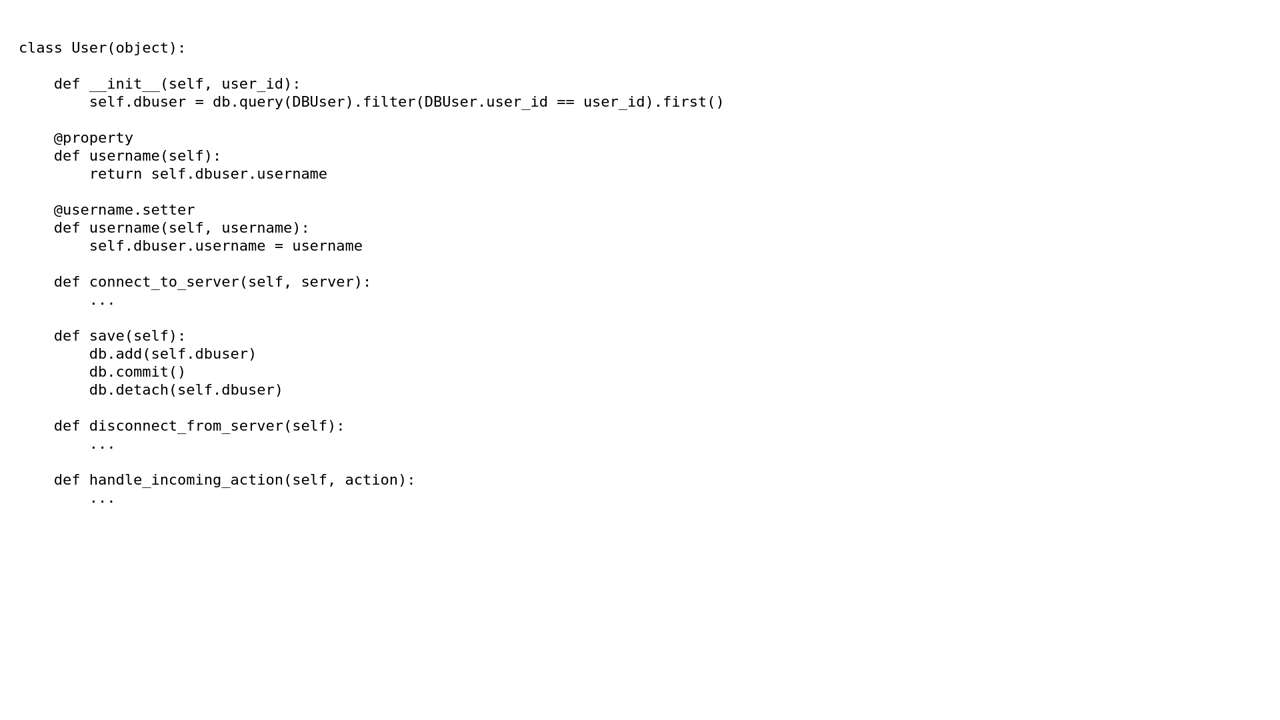 class User(object):

    def __init__(self, user_id):
        self.dbuser = db.query(DBUser).filter(DBUser.user_id == user_id).first()

    @property
    def username(self):
        return self.dbuser.username

    @username.setter
    def username(self, username):
        self.dbuser.username = username

    def connect_to_server(self, server):
        ...

    def save(self):
        db.add(self.dbuser)
        db.commit()
        db.detach(self.dbuser)

    def disconnect_from_server(self):
        ...

    def handle_incoming_action(self, action):
        ...